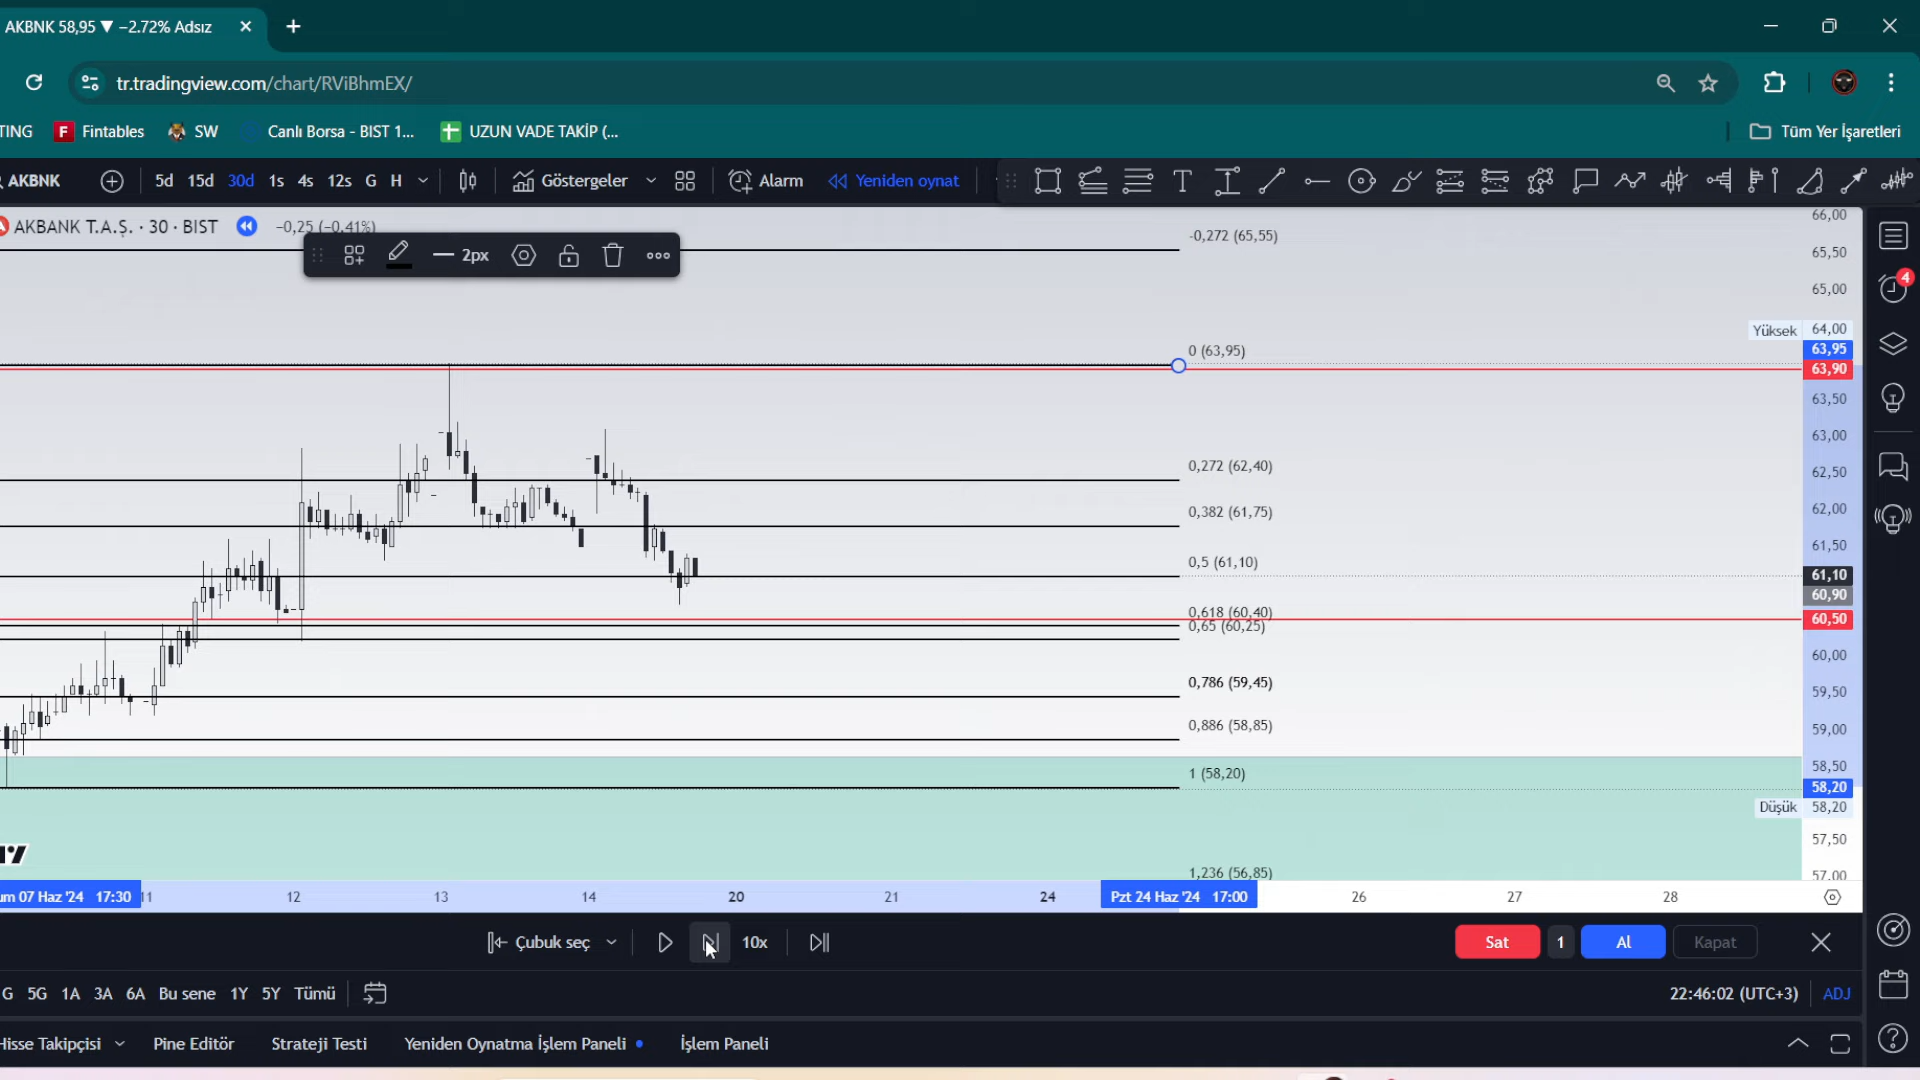 AKBNK 58,95 ▼ −2.72% Adsız
tr.tradingview.com/chart/RViBhmEX/
TING
Fintables
SW
Canlı Borsa - BIST 1...
UZUN VADE TAKİP (...
Tüm Yer İşaretleri
AKBNK
5d 15d 30d 1s 4s 12s G H
Göstergeler
Alarm
Yeniden oynat
AKBANK T.A.Ş. · 30 · BIST
−0,25 (−0.41%)
2px
-0,272 (65,55)
0 (63,95)
0,272 (62,40)
0,382 (61,75)
0,5 (61,10)
0,618 (60,40)
0,65 (60,25)
0,786 (59,45)
0,886 (58,85)
1 (58,20)
1,236 (56,85)
66,00
65,50
65,00
Yüksek 64,00
63,95
63,90
63,50
63,00
62,50
62,00
61,50
61,10
60,90
60,50
60,00
59,50
59,00
58,50
58,20
Düşük 58,20
57,50
57,00
4
um 07 Haz '24 17:30 11 12 13 14 20 21 24 Pzt 24 Haz '24 17:00 26 27 28
Çubuk seç
10x
Sat 1 Al Kapat
G 5G 1A 3A 6A Bu sene 1Y 5Y Tümü
22:46:02 (UTC+3) ADJ
Hisse Takipçisi Pine Editör Strateji Testi Yeniden Oynatma İşlem Paneli İşlem Paneli